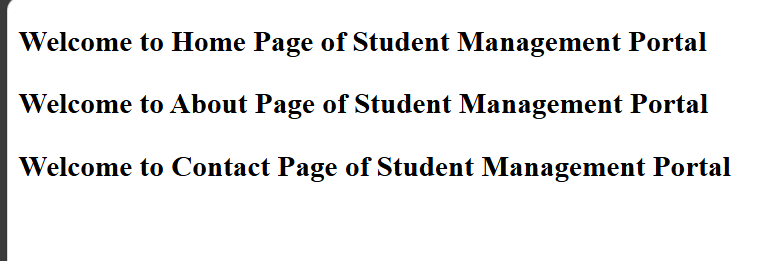 Welcome to Home Page of Student Management Portal
Welcome to About Page of Student Management Portal
Welcome to Contact Page of Student Management Portal